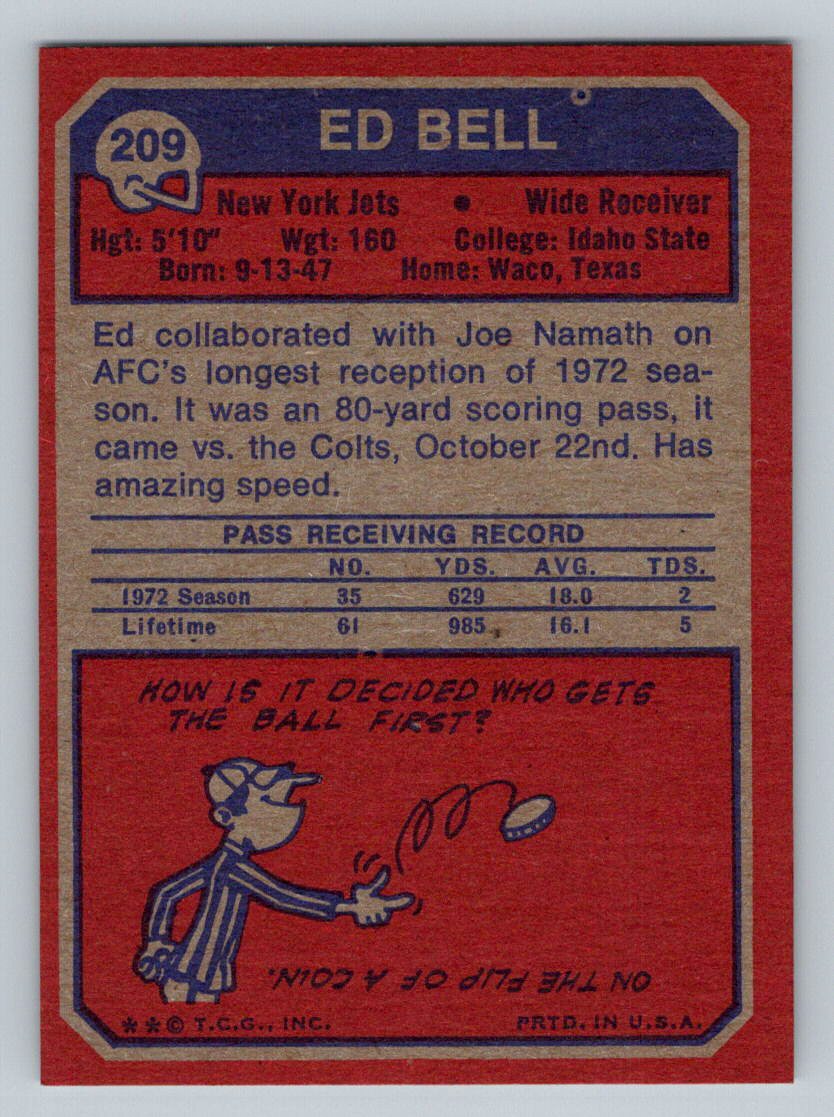 209
ED BELL
New York Jets • Wide Receiver
Hgt: 5'10" Wgt: 160 College: Idaho State
Born: 9-13-47 Home: Waco, Texas
Ed collaborated with Joe Namath on
AFC's longest reception of 1972 sea-
son. It was an 80-yard scoring pass, it
came vs. the Colts, October 22nd. Has
amazing speed.
PASS RECEIVING RECORD
NO. YDS. AVG. TDS.
1972 Season 35 629 18.0 2
Lifetime 61 985 16.1 5
HOW IS IT DECIDED WHO GETS
THE BALL FIRST?
ON THE FLIP OF A COIN.
**© T.C.G., INC. PRTD. IN U.S.A.